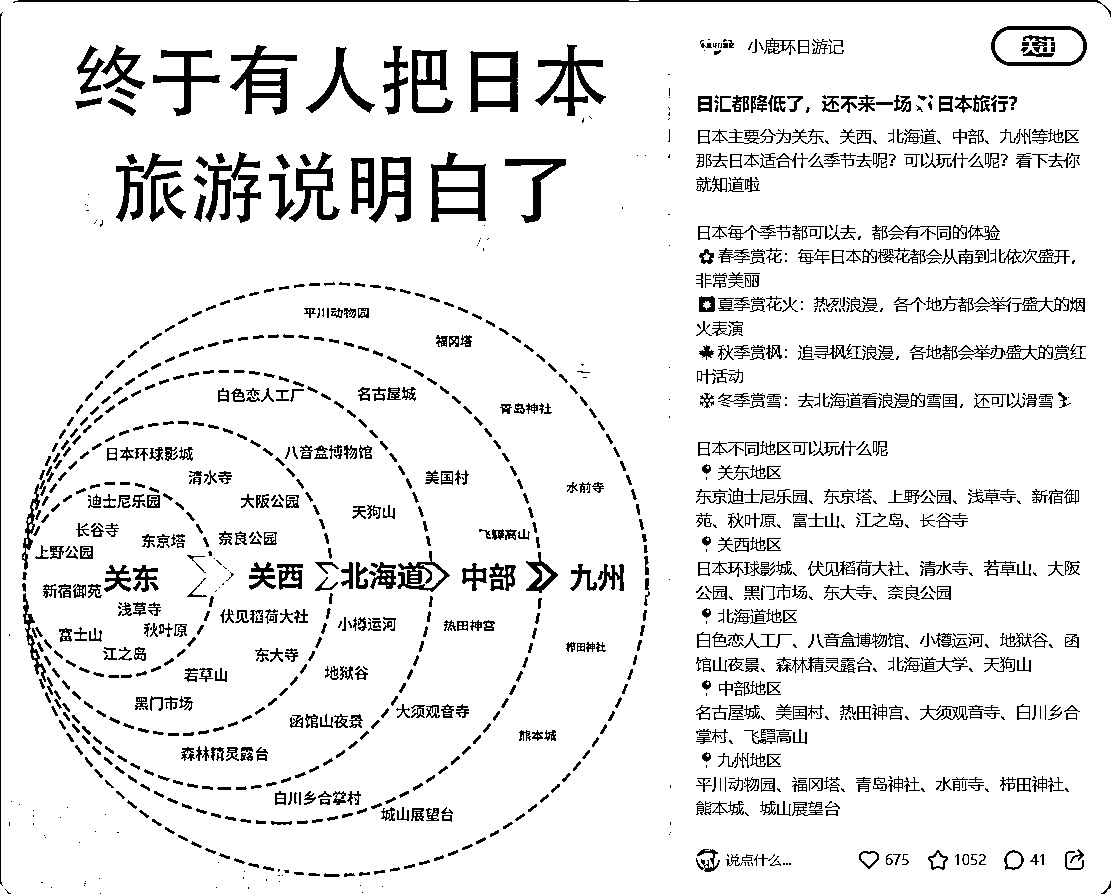 终于有人把日本
旅游说明白了
平川动物园
福冈塔
白色恋人工厂
名古屋城
青岛神社
日本环球影城
八音盒博物馆
清水寺
美国村
水前寺
迪士尼乐园
大阪公园
天狗山
长谷寺
东京塔
奈良公园
飞驒高山
上野公园
关东
关西
北海道
中部
九州
新宿御苑
浅草寺
伏见稻荷大社
小樽运河
热田神宫
富士山
秋叶原
江之岛
东大寺
栉田神社
若草山
地狱谷
黑门市场
函馆山夜景
大须观音寺
熊本城
森林精灵露台
白川乡合掌村
城山展望台
小鹿环日游记
关注
日汇都降低了，还不来一场日本旅行？
日本主要分为关东、关西、北海道、中部、九州等地区
那去日本适合什么季节去呢？可以玩什么呢？看下去你
就知道啦
日本每个季节都可以去，都会有不同的体验
春季赏花：每年日本的樱花都会从南到北依次盛开，
非常美丽
夏季赏花火：热烈浪漫，各个地方都会举行盛大的烟
火表演
秋季赏枫：追寻枫红浪漫，各地都会举办盛大的赏红
叶活动
冬季赏雪：去北海道看浪漫的雪国，还可以滑雪
日本不同地区可以玩什么呢
关东地区
东京迪士尼乐园、东京塔、上野公园、浅草寺、新宿御
苑、秋叶原、富士山、江之岛、长谷寺
关西地区
日本环球影城、伏见稻荷大社、清水寺、若草山、大阪
公园、黑门市场、东大寺、奈良公园
北海道地区
白色恋人工厂、八音盒博物馆、小樽运河、地狱谷、函
馆山夜景、森林精灵露台、北海道大学、天狗山
中部地区
名古屋城、美国村、热田神宫、大须观音寺、白川乡合
掌村、飞驒高山
九州地区
平川动物园、福冈塔、青岛神社、水前寺、栉田神社、
熊本城、城山展望台
说点什么...
675
1052
41